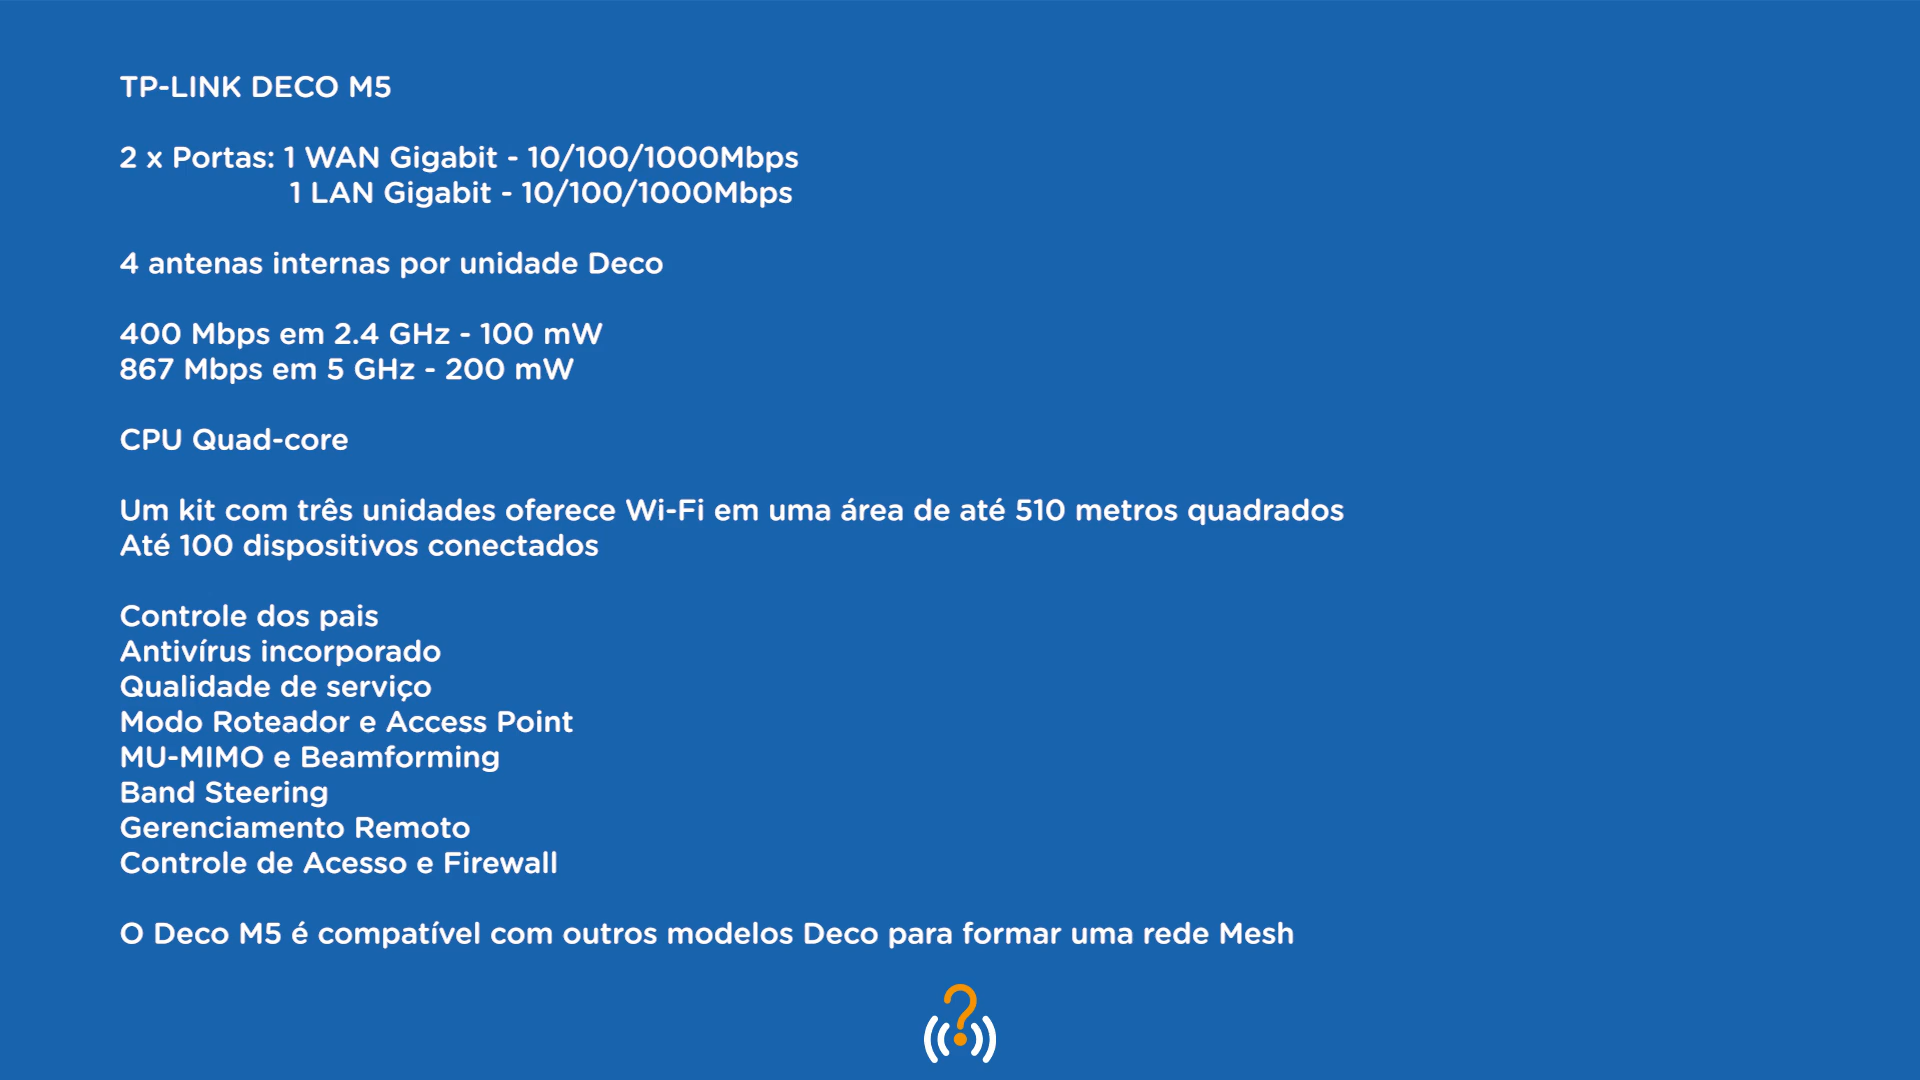 TP-LINK DECO M5
2 x Portas: 1 WAN Gigabit - 10/100/1000Mbps
1 LAN Gigabit - 10/100/1000Mbps
4 antenas internas por unidade Deco
400 Mbps em 2.4 GHz - 100 mW
867 Mbps em 5 GHz - 200 mW
CPU Quad-core
Um kit com três unidades oferece Wi-Fi em uma área de até 510 metros quadrados
Até 100 dispositivos conectados
Controle dos pais
Antivírus incorporado
Qualidade de serviço
Modo Roteador e Access Point
MU-MIMO e Beamforming
Band Steering
Gerenciamento Remoto
Controle de Acesso e Firewall
O Deco M5 é compatível com outros modelos Deco para formar uma rede Mesh